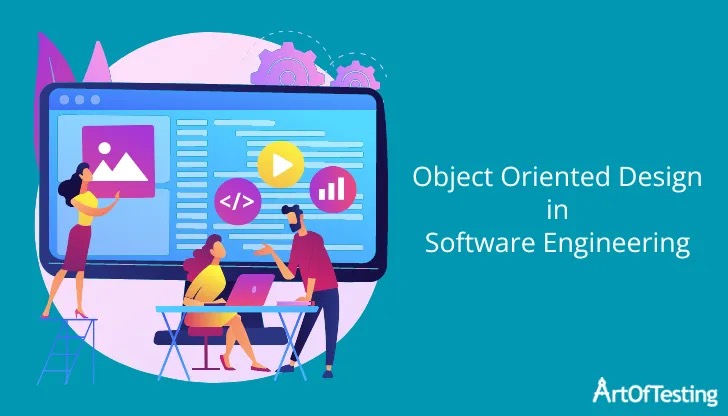 </>
Object Oriented Design
in
Software Engineering
ArtOfTesting